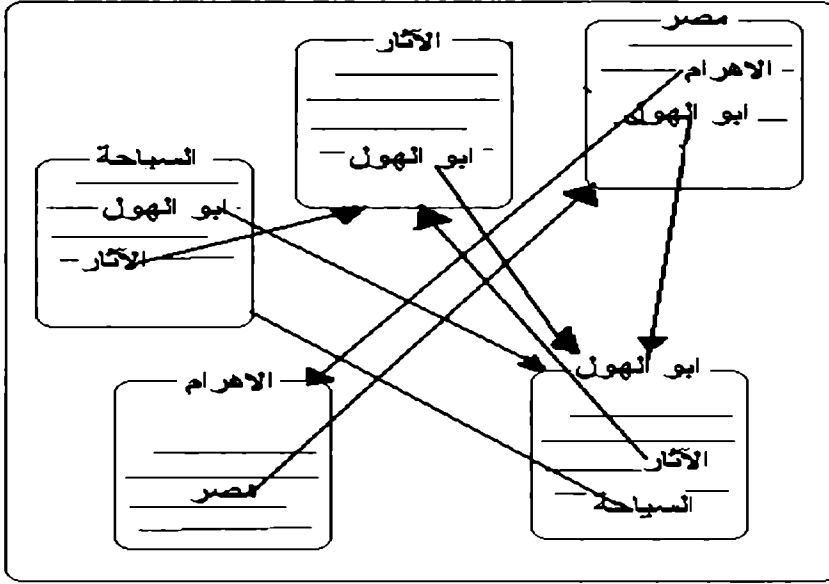 مصر
الاهرام
ابو الهول
الآثار
ابو الهول
السياحة
ابو الهول
الآثار
ابو الهول
الآثار
السياحة
الاهرام
مصر